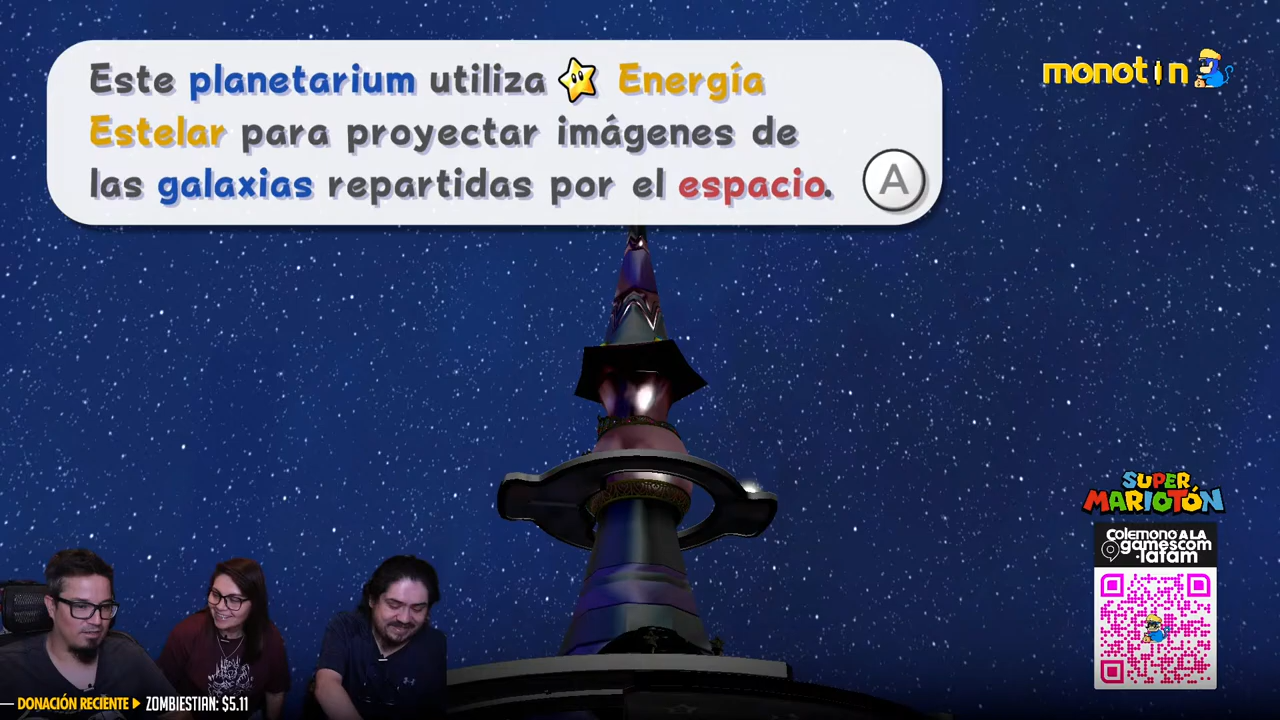 Este planetarium utiliza Energía
Estelar para proyectar imágenes de
las galaxias repartidas por el espacio.
A
monotin
SUPER
MARIOTÓN
COLEMONO A LA
gamescom
latam
DONACIÓN RECIENTE ZOMBIESTIAN: $5.11